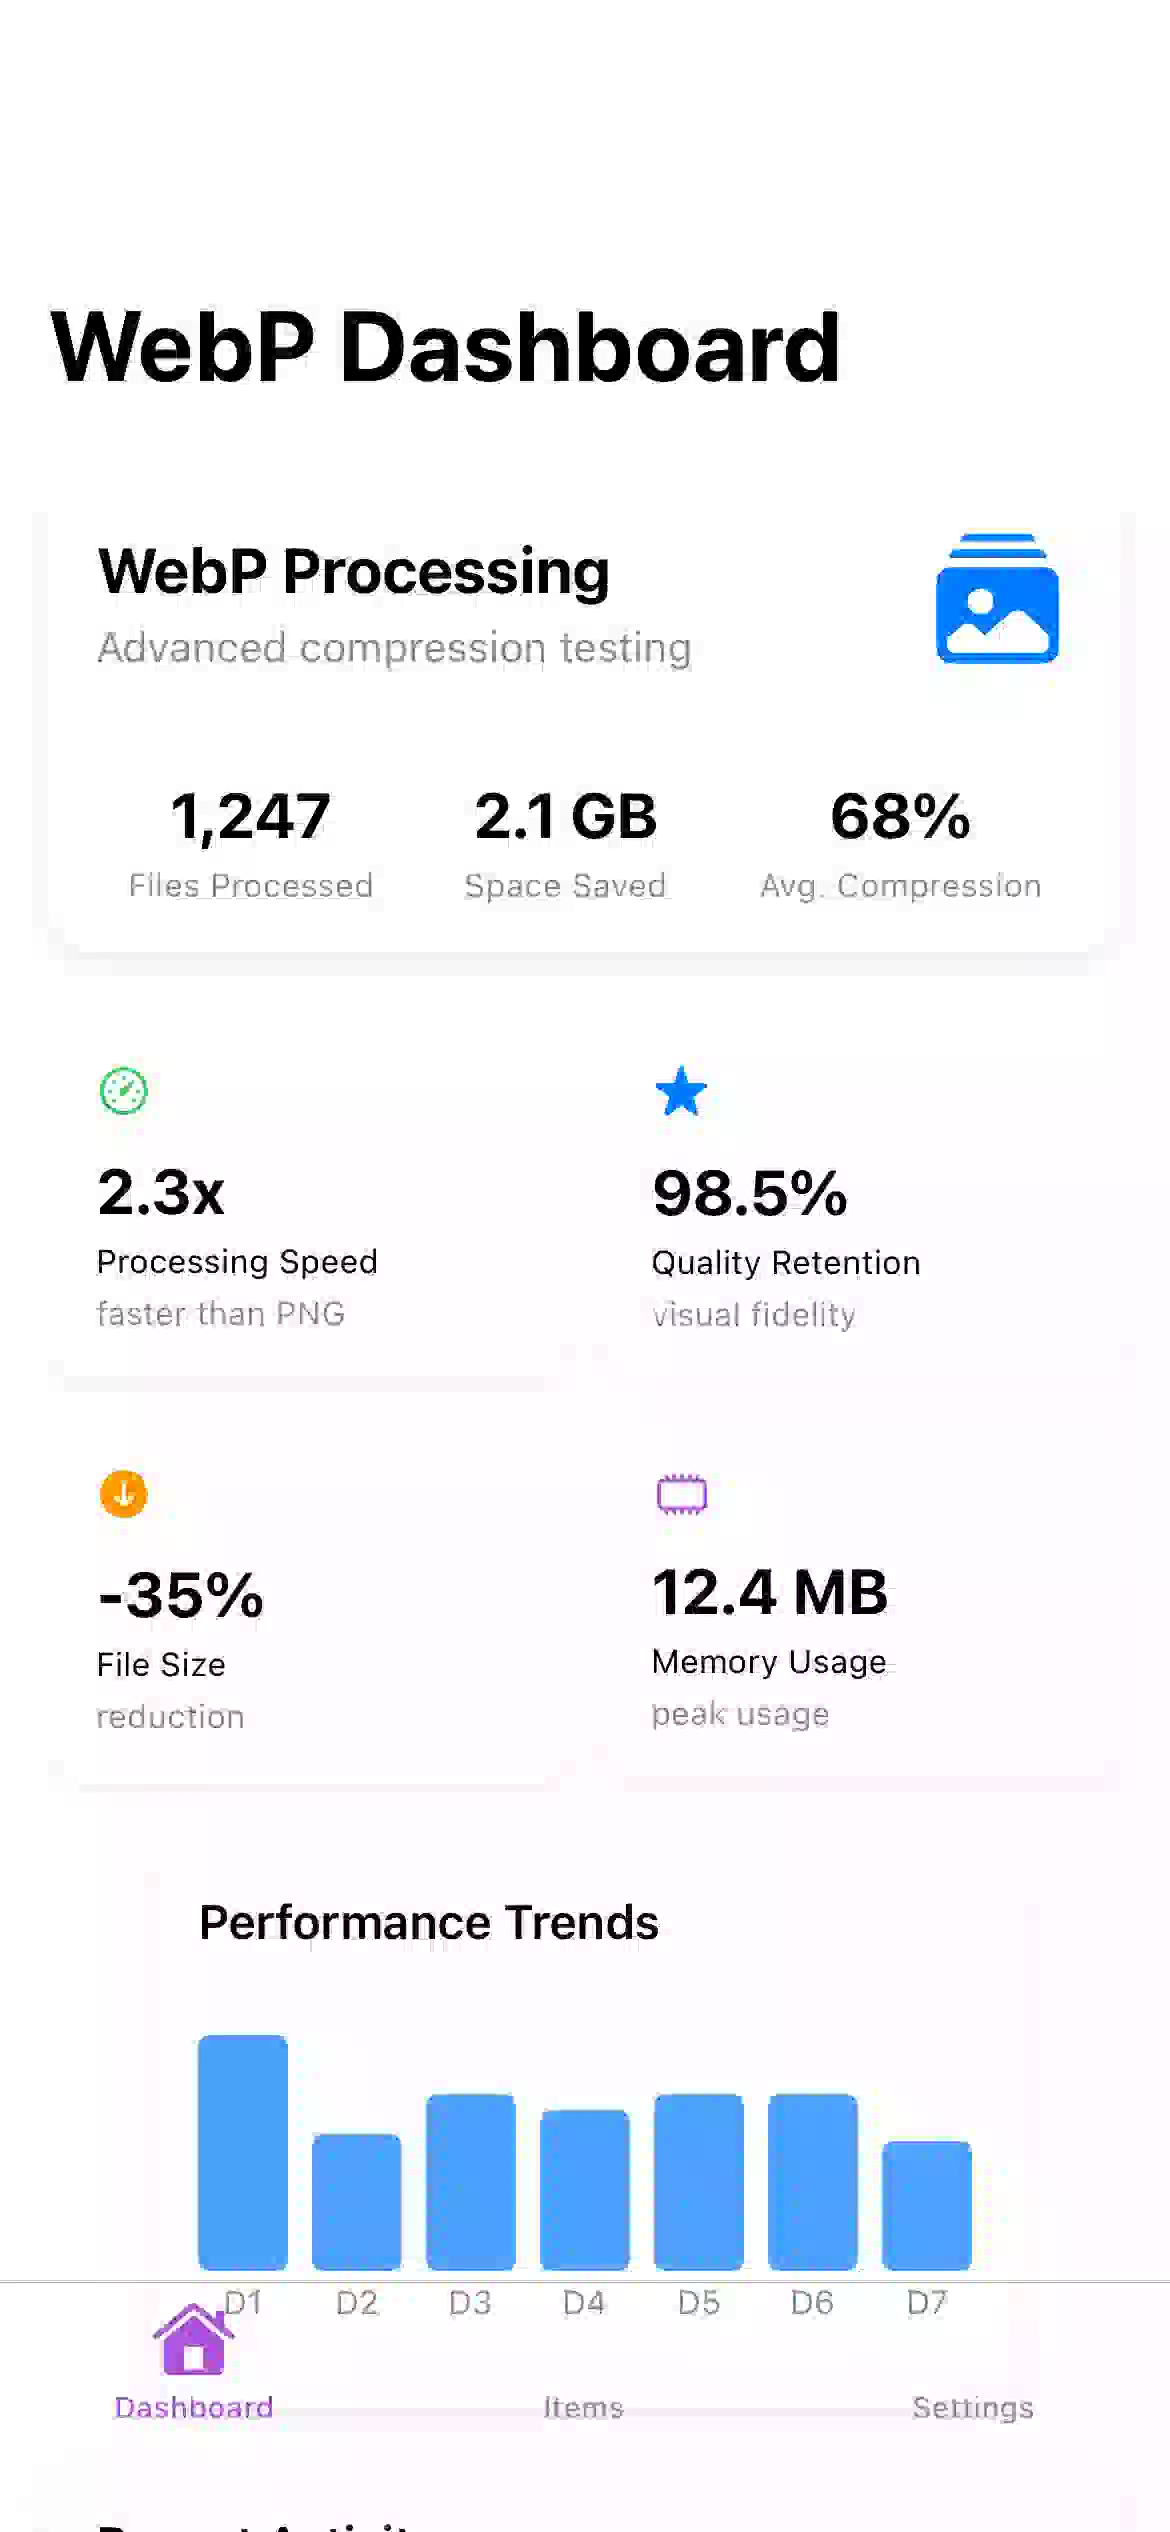 WebP Dashboard
WebP Processing
Advanced compression testing
1,247 2.1 GB 68%
Files Processed Space Saved Avg. Compression
2.3x
Processing Speed
faster than PNG
98.5%
Quality Retention
visual fidelity
-35%
File Size
reduction
12.4 MB
Memory Usage
peak usage
Performance Trends
D1 D2 D3 D4 D5 D6 D7
Dashboard Items Settings